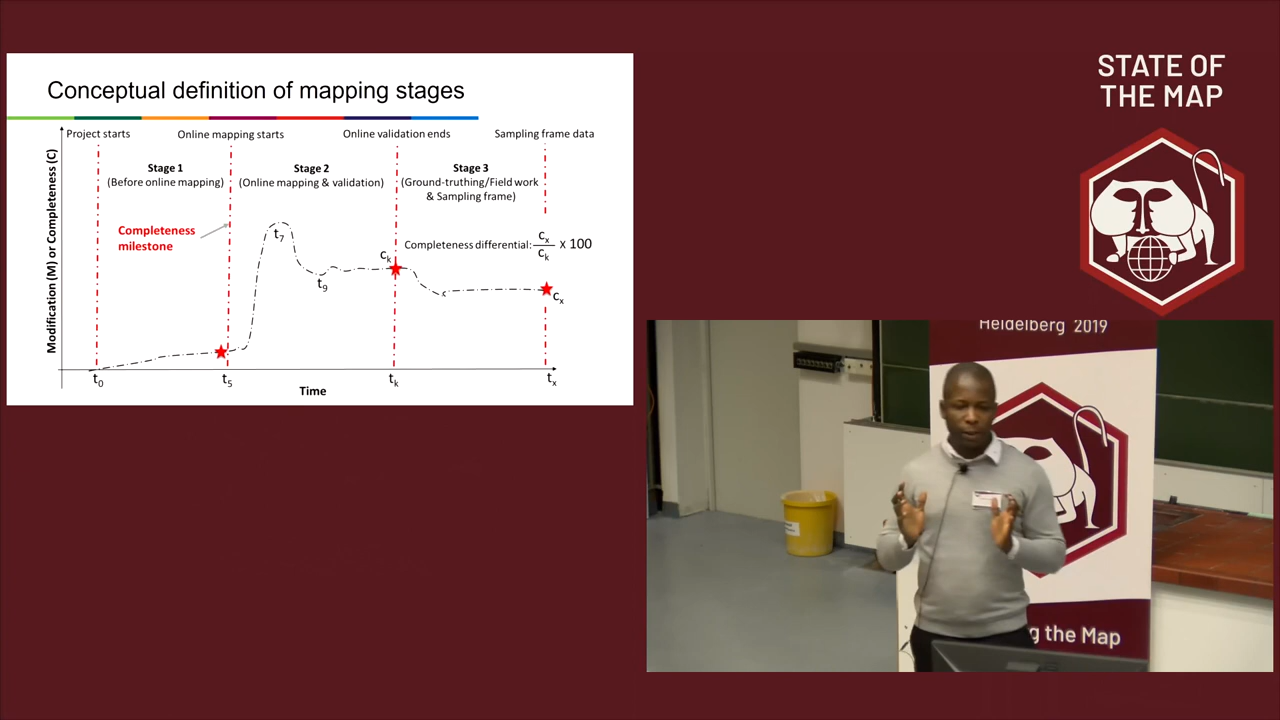 Conceptual definition of mapping stages
Project starts
Online mapping starts
Online validation ends
Sampling frame data
Stage 1
(Before online mapping)
Stage 2
(Online mapping & validation)
Stage 3
(Ground-truthing/Field work
& Sampling frame)
Modification (M) or Completeness (C)
Completeness
milestone
Completeness differential: cx/ck x 100
t7
t9
ck
cx
t0
t5
tk
tx
Time
STATE OF
THE MAP
Heidelberg 2019
g the Map